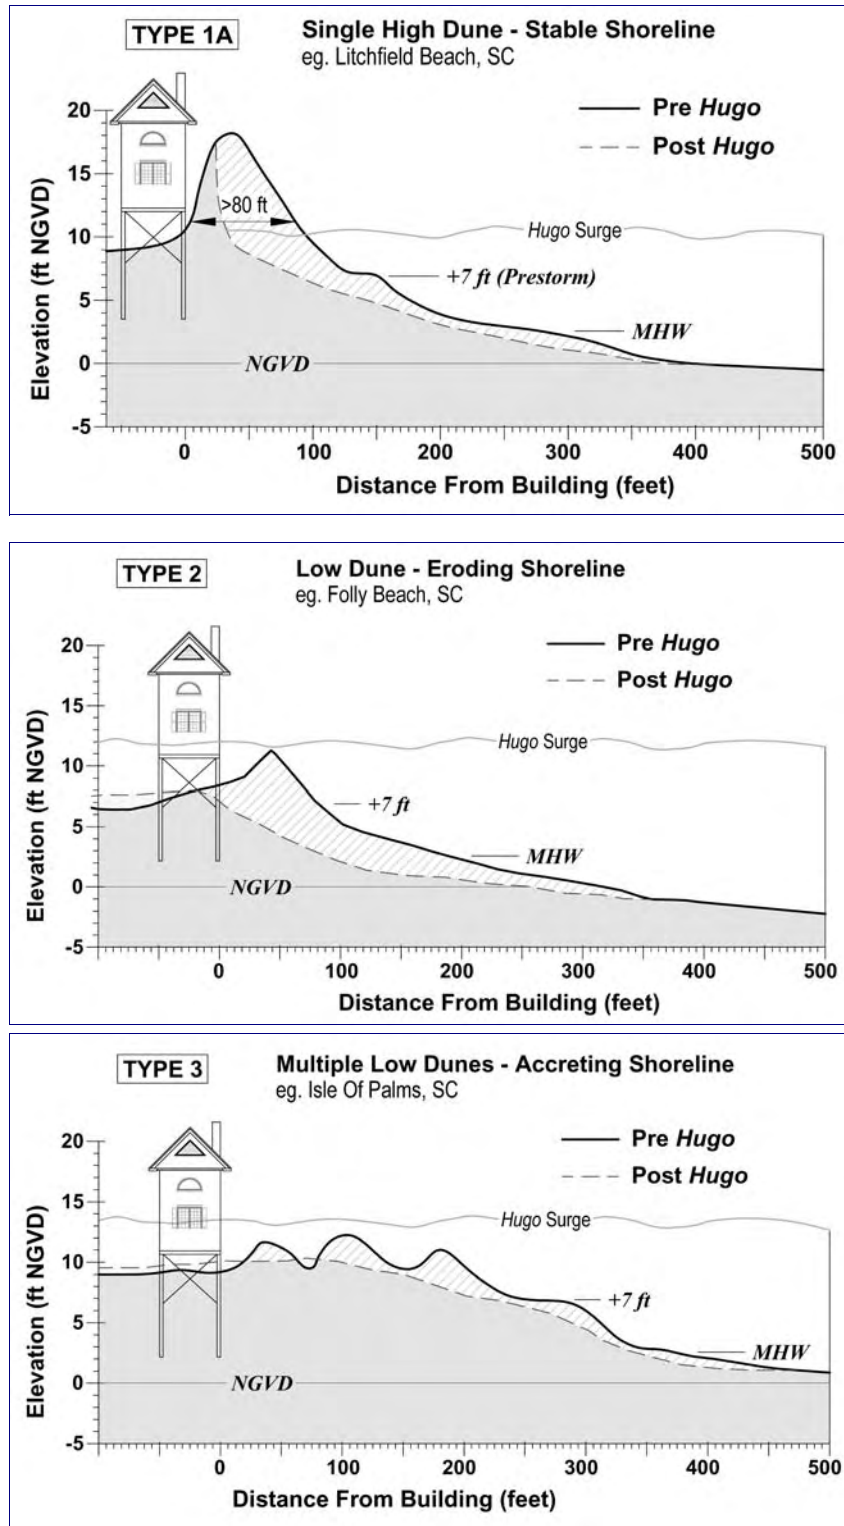 TYPE 1A
Single High Dune - Stable Shoreline
eg. Litchfield Beach, SC
Pre Hugo
Post Hugo
20
15
10
5
0
-5
Elevation (ft NGVD)
>80 ft
Hugo Surge
+7 ft (Prestorm)
MHW
NGVD
0 100 200 300 400 500
Distance From Building (feet)
TYPE 2
Low Dune - Eroding Shoreline
eg. Folly Beach, SC
Pre Hugo
Post Hugo
20
15
10
5
0
-5
Elevation (ft NGVD)
Hugo Surge
+7 ft
MHW
NGVD
0 100 200 300 500
Distance From Building (feet)
TYPE 3
Multiple Low Dunes - Accreting Shoreline
eg. Isle Of Palms, SC
Pre Hugo
Post Hugo
20
15
10
5
0
-5
Elevation (ft NGVD)
Hugo Surge
+7 ft
MHW
NGVD
0 100 200 300 400 500
Distance From Building (feet)